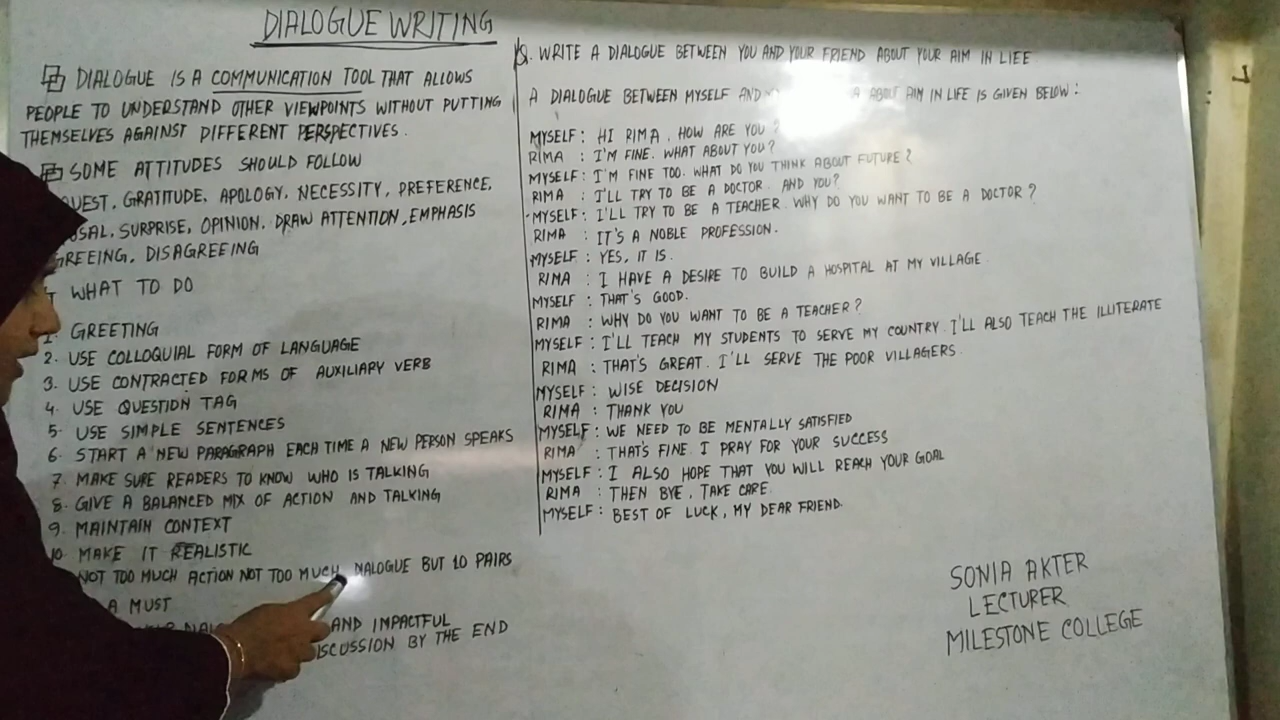 DIALOGUE WRITING
DIALOGUE IS A COMMUNICATION TOOL THAT ALLOWS
PEOPLE TO UNDERSTAND OTHER VIEWPOINTS WITHOUT PUTTING
THEMSELVES AGAINST DIFFERENT PERSPECTIVES.
SOME ATTITUDES SHOULD FOLLOW
GRATITUDE, APOLOGY, NECESSITY, PREFERENCE,
SURPRISE, OPINION, DRAW ATTENTION, EMPHASIS
DISAGREEING
WHAT TO DO
1. GREETING
2. USE COLLOQUIAL FORM OF LANGUAGE
3. USE CONTRACTED FORMS OF AUXILIARY VERB
4. USE QUESTION TAG
5. USE SIMPLE SENTENCES
6. START A NEW PARAGRAPH EACH TIME A NEW PERSON SPEAKS
7. MAKE SURE READERS TO KNOW WHO IS TALKING
8. GIVE A BALANCED MIX OF ACTION AND TALKING
9. MAINTAIN CONTEXT
10. MAKE IT REALISTIC
NOT TOO MUCH ACTION NOT TOO MUCH DIALOGUE BUT 10 PAIRS
A MUST
AND IMPACTFUL
BY THE END
Q. WRITE A DIALOGUE BETWEEN YOU AND YOUR FRIEND ABOUT YOUR AIM IN LIFE.
A DIALOGUE BETWEEN MYSELF AND ABOUT AIM IN LIFE IS GIVEN BELOW:
MYSELF: HI RIMA. HOW ARE YOU?
RIMA : I'M FINE. WHAT ABOUT YOU?
MYSELF: I'M FINE TOO. WHAT DO YOU THINK ABOUT FUTURE?
RIMA : I'LL TRY TO BE A DOCTOR. AND YOU?
MYSELF: I'LL TRY TO BE A TEACHER. WHY DO YOU WANT TO BE A DOCTOR?
RIMA : IT'S A NOBLE PROFESSION.
MYSELF: YES, IT IS.
RIMA : I HAVE A DESIRE TO BUILD A HOSPITAL AT MY VILLAGE
MYSELF: THAT'S GOOD.
RIMA : WHY DO YOU WANT TO BE A TEACHER?
MYSELF: I'LL TEACH MY STUDENTS TO SERVE MY COUNTRY. I'LL ALSO TEACH THE ILLITERATE
RIMA : THAT'S GREAT. I'LL SERVE THE POOR VILLAGERS.
MYSELF: WISE DECISION
RIMA : THANK YOU
MYSELF: WE NEED TO BE MENTALLY SATISFIED
RIMA : THAT'S FINE. I PRAY FOR YOUR SUCCESS
MYSELF: I ALSO HOPE THAT YOU WILL REACH YOUR GOAL
RIMA : THEN BYE, TAKE CARE.
MYSELF: BEST OF LUCK, MY DEAR FRIEND.
SONIA AKTER
LECTURER
MILESTONE COLLEGE